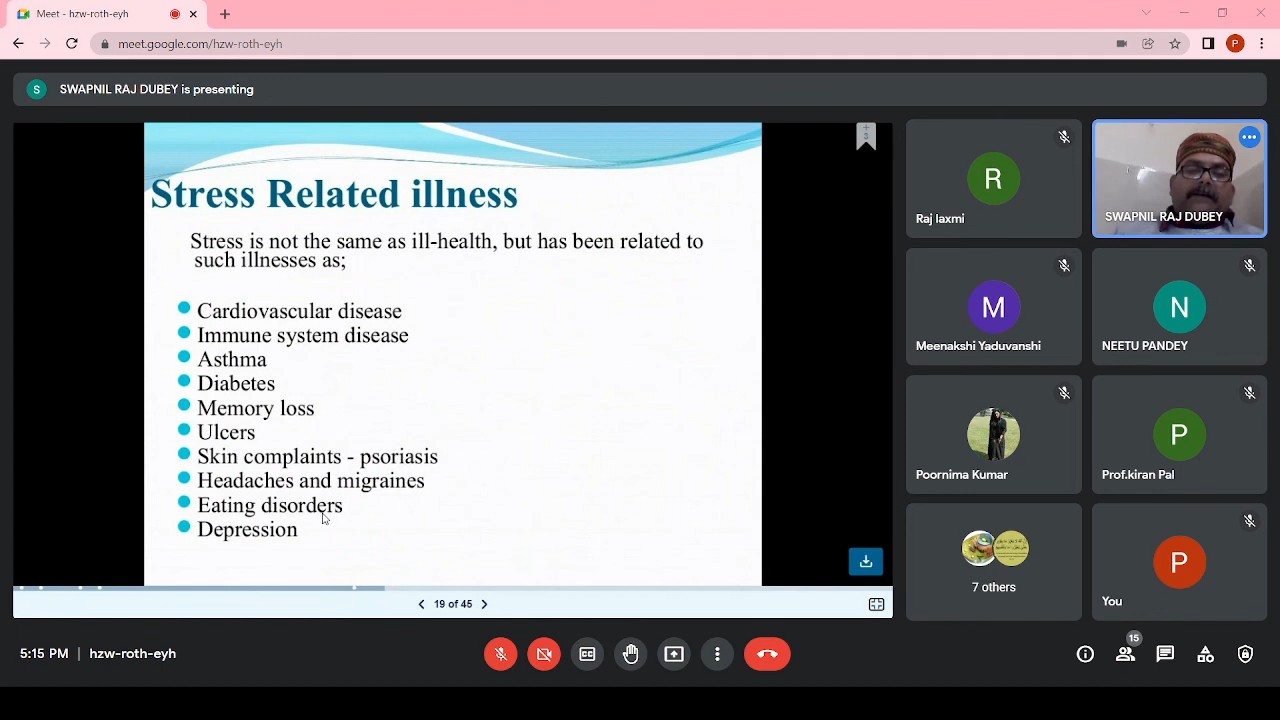 Meet - hzw-roth-eyh
meet.google.com/hzw-roth-eyh
P
S
SWAPNIL RAJ DUBEY is presenting
+
3
Stress Related illness
Stress is not the same as ill-health, but has been related to
such illnesses as;
Cardiovascular disease
Immune system disease
Asthma
Diabetes
Memory loss
Ulcers
Skin complaints - psoriasis
Headaches and migraines
Eating disorders
Depression
19 of 45
R
Raj laxmi
SWAPNIL RAJ DUBEY
M
Meenakshi Yaduvanshi
N
NEETU PANDEY
Poornima Kumar
P
Prof.kiran Pal
7 others
P
You
5:15 PM | hzw-roth-eyh
CC
15